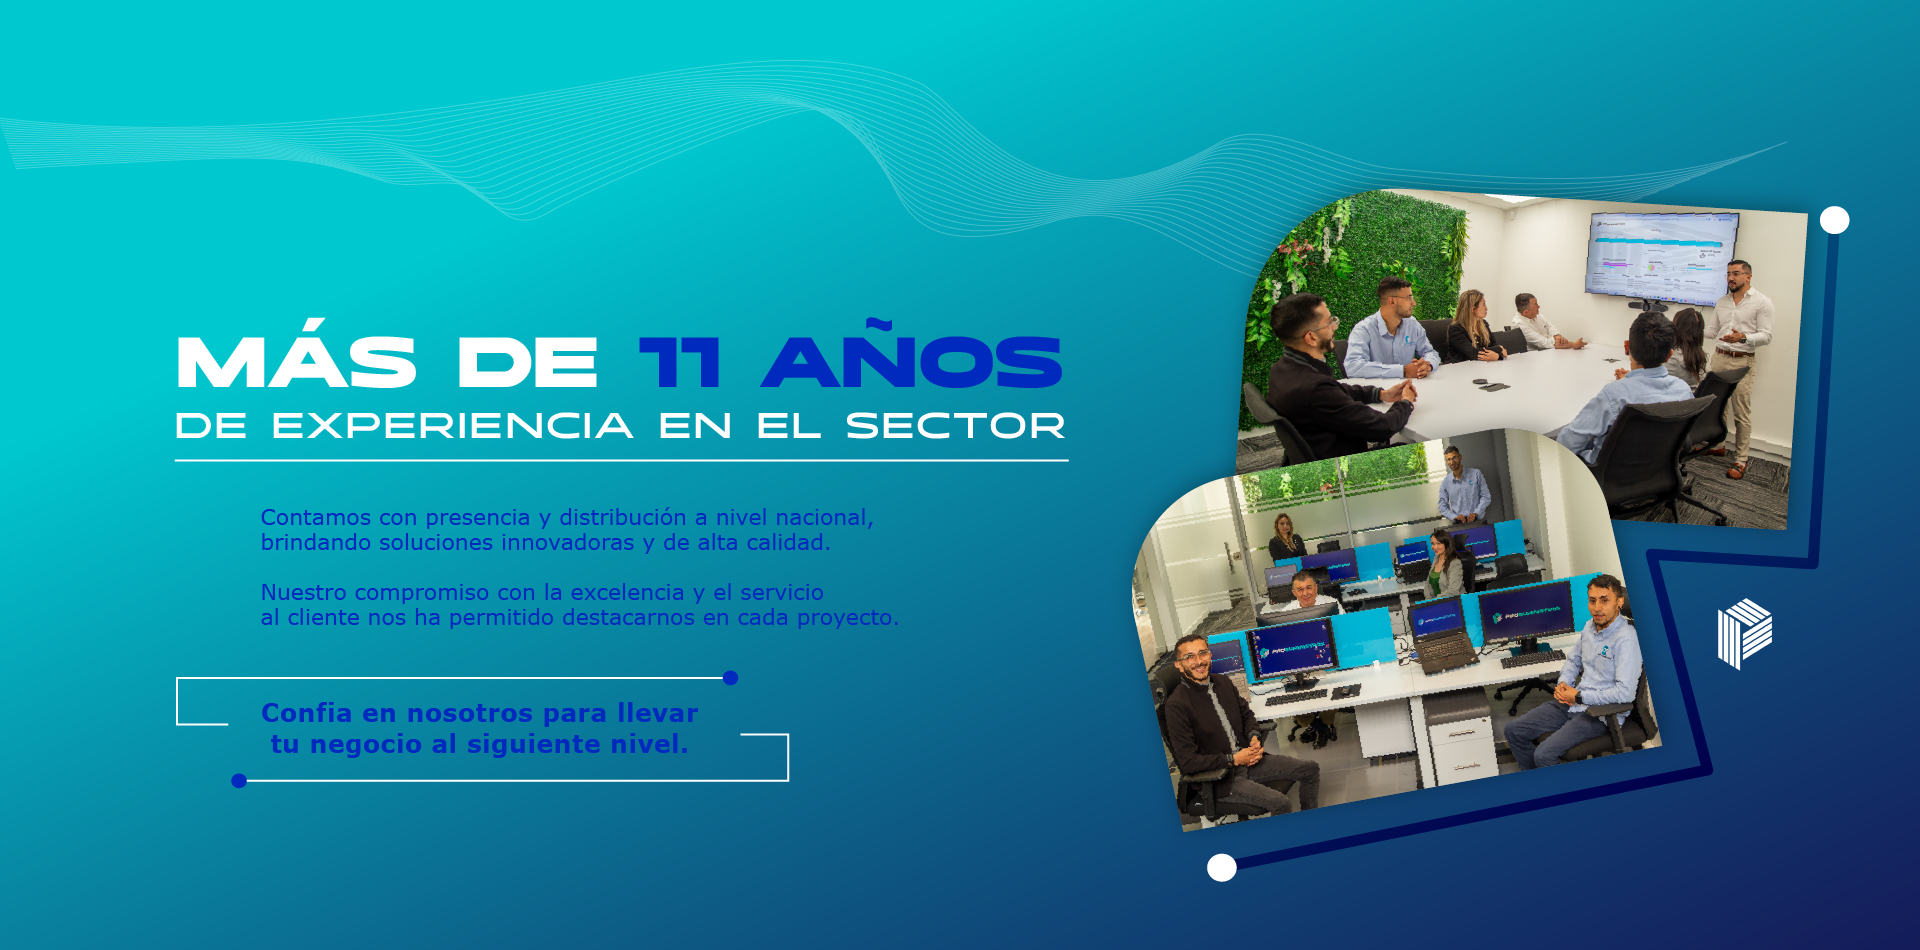 MÁS DE 11 AÑOS
DE EXPERIENCIA EN EL SECTOR
Contamos con presencia y distribución a nivel nacional,
brindando soluciones innovadoras y de alta calidad.
Nuestro compromiso con la excelencia y el servicio
al cliente nos ha permitido destacarnos en cada proyecto.
Confia en nosotros para llevar
tu negocio al siguiente nivel.